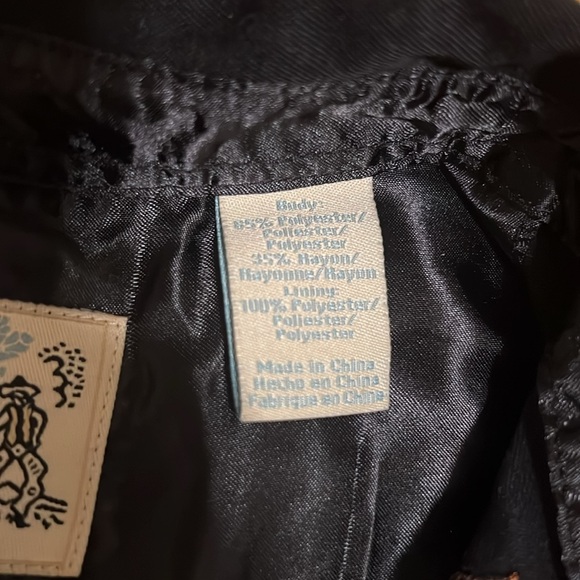 Body:
65% Polyester/
Poliester/
Polyester
35% Rayon/
Rayonne/Rayon
Lining:
100% Polyester/
Poliester/
Polyester
Made in China
Hecho en China
Fabriqué en Chine